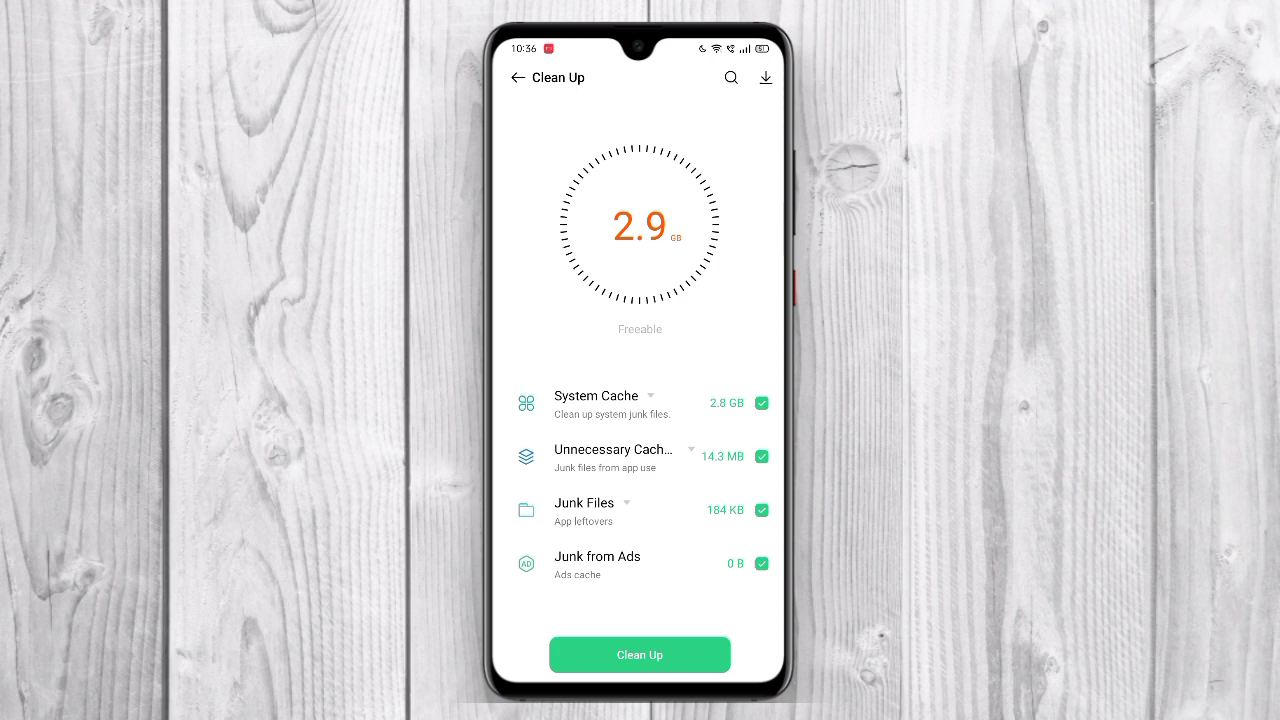 10:36
Clean Up
2.9 GB
Freeable
System Cache
2.8 GB
Clean up system junk files.
Unnecessary Cach...
14.3 MB
Junk files from app use
Junk Files
184 KB
App leftovers
AD
Junk from Ads
0 B
Ads cache
Clean Up